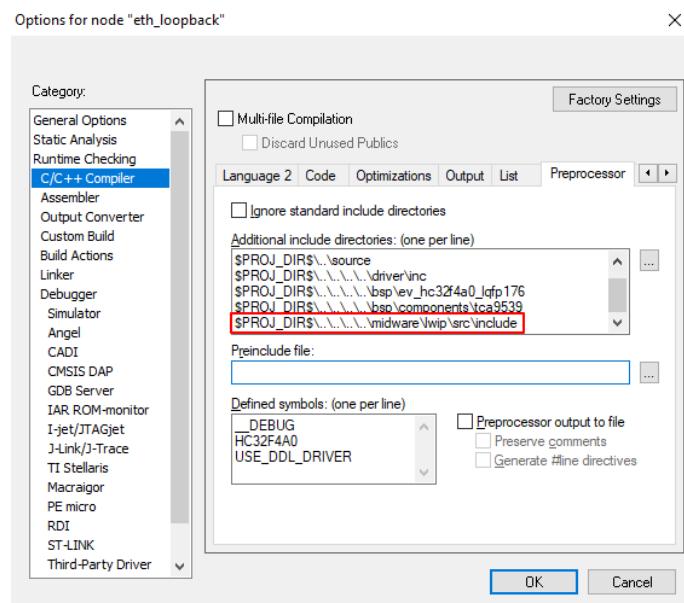 Options for node "eth_loopback"
Category:
General Options
Static Analysis
Runtime Checking
C/C++ Compiler
Assembler
Output Converter
Custom Build
Build Actions
Linker
Debugger
Simulator
Angel
CADI
CMSIS DAP
GDB Server
IAR ROM-monitor
I-jet/JTAGjet
J-Link/J-Trace
TI Stellaris
Macraigor
PE micro
RDI
ST-LINK
Third-Party Driver
Factory Settings
Multi-file Compilation
Discard Unused Publics
Language 2 Code Optimizations Output List Preprocessor
Ignore standard include directories
Additional include directories: (one per line)
$PROJ_DIR$\..\source
$PROJ_DIR$\..\..\..\..\driver\inc
$PROJ_DIR$\..\..\..\..\bsp\ev_hc32f4a0_lqfp176
$PROJ_DIR$\..\..\..\..\bsp\components\tca9539
$PROJ_DIR$\..\..\..\..\midware\lwip\src\include
...
Preinclude file:
...
Defined symbols: (one per line)
__DEBUG
HC32F4A0
USE_DDL_DRIVER
Preprocessor output to file
Preserve comments
Generate #line directives
OK Cancel